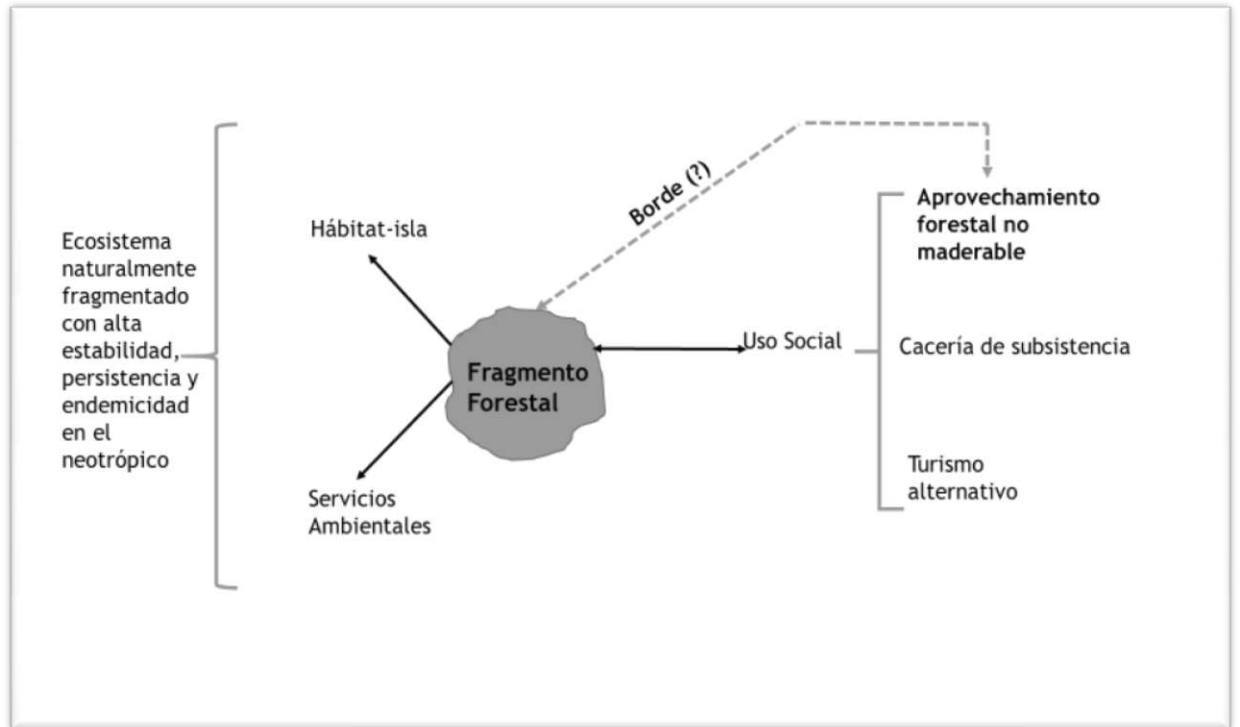 Ecosistema
naturalmente
fragmentado
con alta
estabilidad,
persistencia y
endemicidad
en el
neotrópico
Hábitat-isla
Servicios
Ambientales
Fragmento
Forestal
Borde (?)
Uso Social
Aprovechamiento
forestal no
maderable
Cacería de subsistencia
Turismo
alternativo